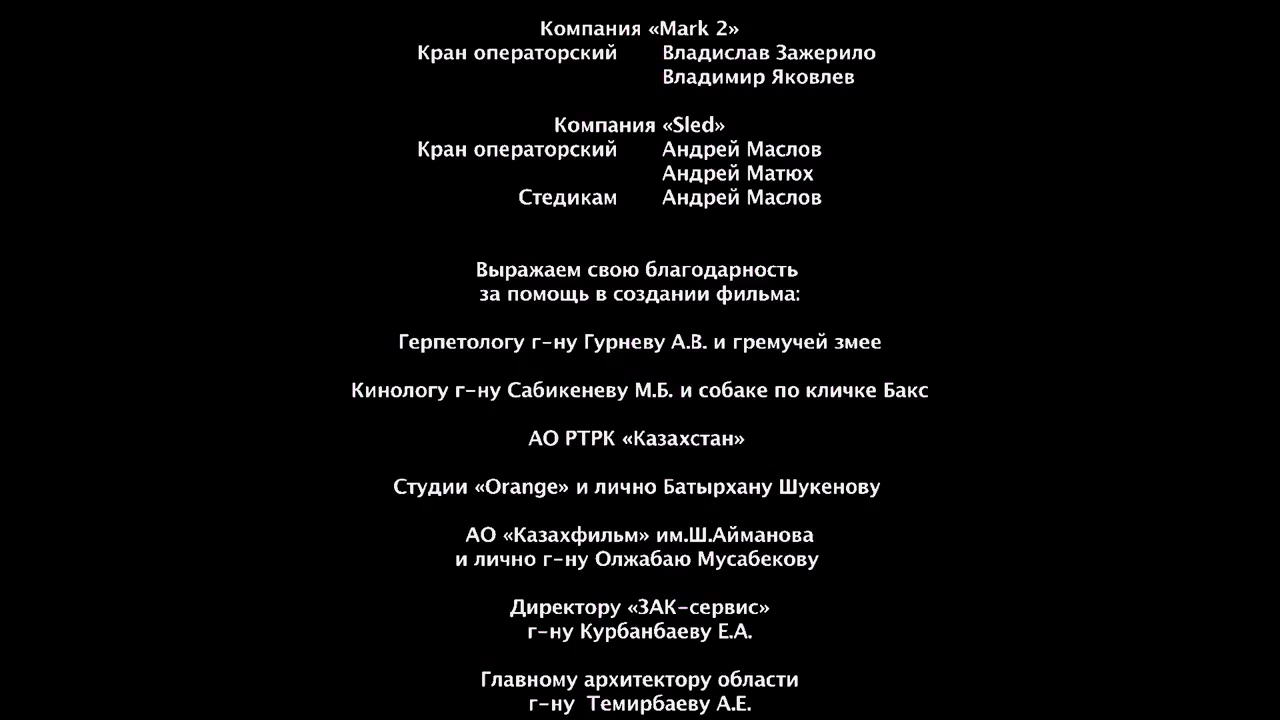 Компания «Mark 2»
Кран операторский Владислав Зажерило
Владимир Яковлев
Компания «Sled»
Кран операторский Андрей Маслов
Андрей Матюх
Стедикам Андрей Маслов
Выражаем свою благодарность
за помощь в создании фильма:
Герпетологу г-ну Гурневу А.В. и гремучей змее
Кинологу г-ну Сабикеневу М.Б. и собаке по кличке Бакс
АО РТРК «Казахстан»
Студии «Orange» и лично Батырхану Шукенову
АО «Казахфильм» им.Ш.Айманова
и лично г-ну Олжабаю Мусабекову
Директору «ЗАК-сервис»
г-ну Курбанбаеву Е.А.
Главному архитектору области
г-ну Темирбаеву А.Е.